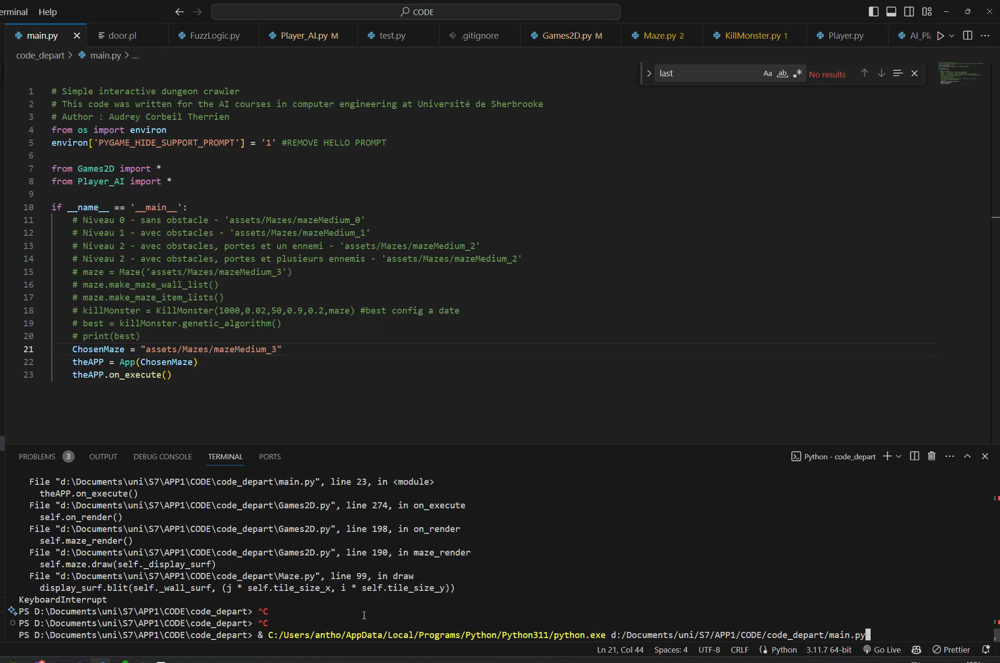 erminal Help
CODE
main.py door.pl FuzzLogic.py Player_AI.py M test.py .gitignore Games2D.py M Maze.py 2 KillMonster.py 1 Player.py AI_Pl
code_depart > main.py > ...
last Aa ab .* No results
1 # Simple interactive dungeon crawler
2 # This code was written for the AI courses in computer engineering at Université de Sherbrooke
3 # Author : Audrey Corbeil Therrien
4 from os import environ
5 environ['PYGAME_HIDE_SUPPORT_PROMPT'] = '1' #REMOVE HELLO PROMPT
6
7 from Games2D import *
8 from Player_AI import *
9
10 if __name__ == '__main__':
11 # Niveau 0 - sans obstacle - 'assets/Mazes/mazeMedium_0'
12 # Niveau 1 - avec obstacles - 'assets/Mazes/mazeMedium_1'
13 # Niveau 2 - avec obstacles, portes et un ennemi - 'assets/Mazes/mazeMedium_2'
14 # Niveau 2 - avec obstacles, portes et plusieurs ennemis - 'assets/Mazes/mazeMedium_2'
15 # maze = Maze('assets/Mazes/mazeMedium_3')
16 # maze.make_maze_wall_list()
17 # maze.make_maze_item_lists()
18 # killMonster = KillMonster(1000,0.02,50,0.9,0.2,maze) #best config a date
19 # best = killMonster.genetic_algorithm()
20 # print(best)
21 ChosenMaze = "assets/Mazes/mazeMedium_3"
22 theAPP = App(ChosenMaze)
23 theAPP.on_execute()
PROBLEMS 3 OUTPUT DEBUG CONSOLE TERMINAL PORTS Python - code_depart
File "d:\Documents\uni\S7\APP1\CODE\code_depart\main.py", line 23, in <module>
theAPP.on_execute()
File "d:\Documents\uni\S7\APP1\CODE\code_depart\Games2D.py", line 274, in on_execute
self.on_render()
File "d:\Documents\uni\S7\APP1\CODE\code_depart\Games2D.py", line 198, in on_render
self.maze_render()
File "d:\Documents\uni\S7\APP1\CODE\code_depart\Games2D.py", line 190, in maze_render
self.maze.draw(self._display_surf)
File "d:\Documents\uni\S7\APP1\CODE\code_depart\Maze.py", line 99, in draw
display_surf.blit(self._wall_surf, (j * self.tile_size_x, i * self.tile_size_y))
KeyboardInterrupt
PS D:\Documents\uni\S7\APP1\CODE\code_depart> ^C
PS D:\Documents\uni\S7\APP1\CODE\code_depart> ^C
PS D:\Documents\uni\S7\APP1\CODE\code_depart> & C:/Users/antho/AppData/Local/Programs/Python/Python311/python.exe d:/Documents/uni/S7/APP1/CODE/code_depart/main.py
Ln 21, Col 44 Spaces: 4 UTF-8 CRLF Python 3.11.7 64-bit Go Live Prettier